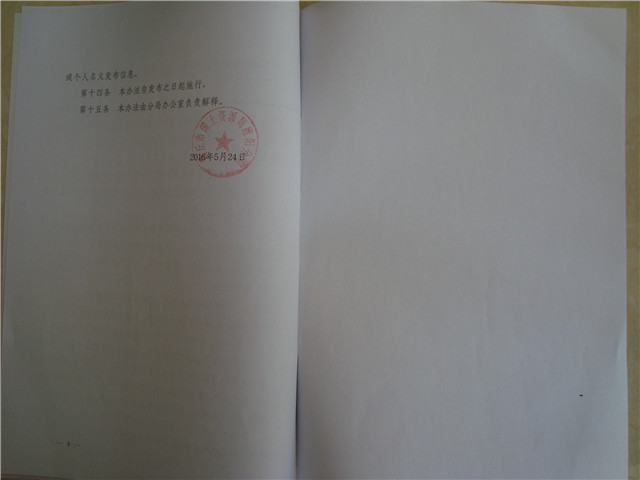 或个人名义发布信息。
第十四条 本办法自发布之日起施行。
第十五条 本办法由分局办公室负责解释。
2016年5月24日